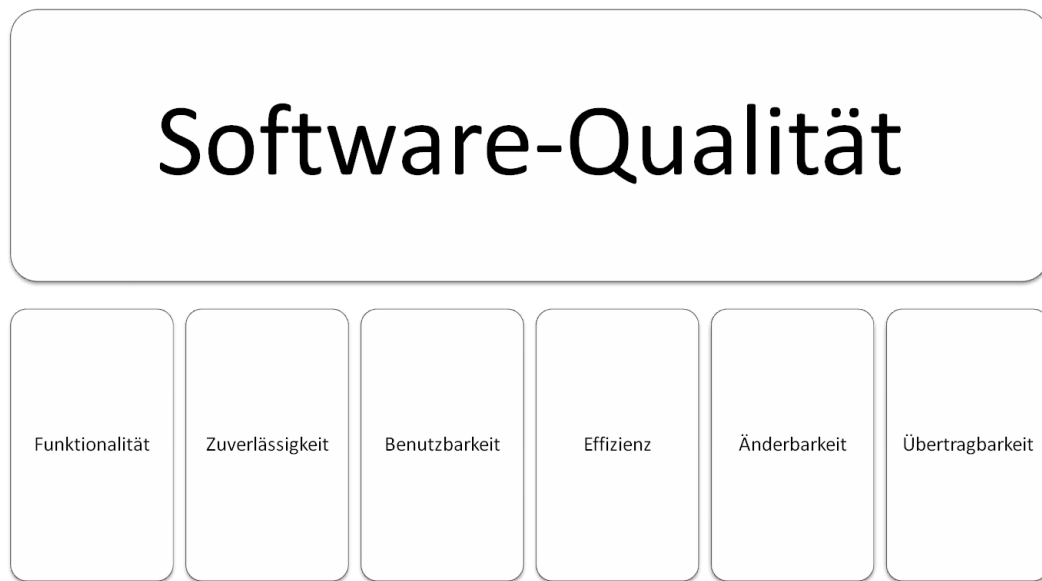 Software-Qualität
Funktionalität
Zuverlässigkeit
Benutzbarkeit
Effizienz
Änderbarkeit
Übertragbarkeit